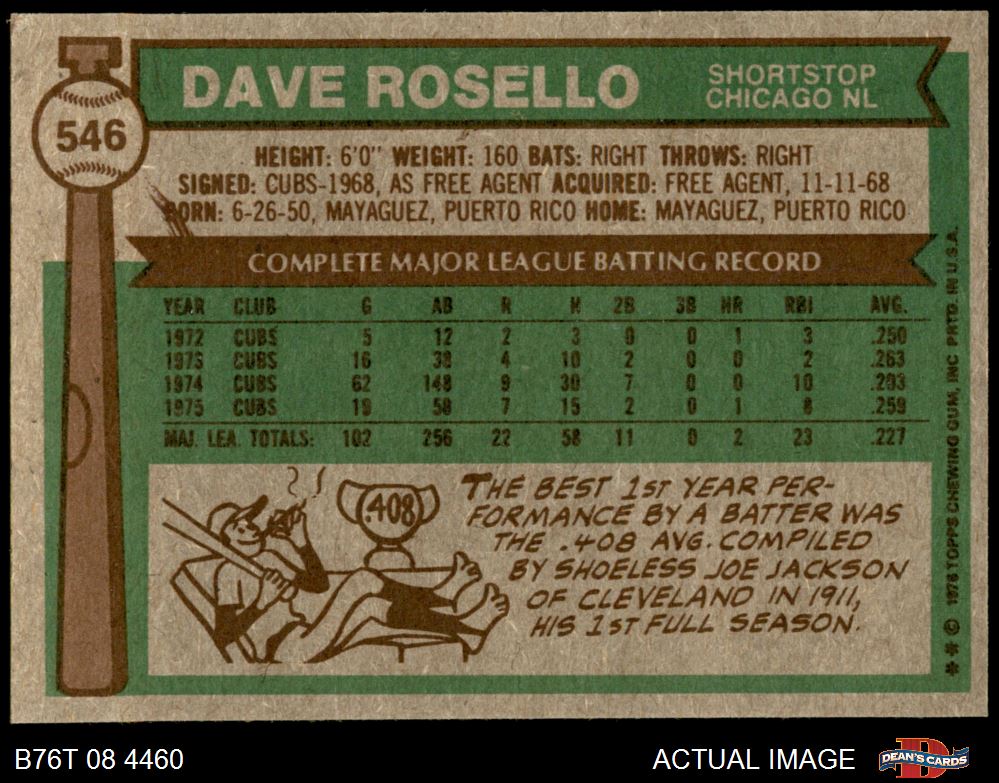 DAVE ROSELLO
SHORTSTOP
CHICAGO NL
546
HEIGHT: 6'0" WEIGHT: 160 BATS: RIGHT THROWS: RIGHT
SIGNED: CUBS-1968, AS FREE AGENT ACQUIRED: FREE AGENT, 11-11-68
BORN: 6-26-50, MAYAGUEZ, PUERTO RICO HOME: MAYAGUEZ, PUERTO RICO
COMPLETE MAJOR LEAGUE BATTING RECORD
YEAR CLUB G AB R H 2B 3B HR RBI AVG.
1972 CUBS 5 12 2 3 0 0 1 3 .250
1973 CUBS 16 38 4 10 2 0 0 2 .263
1974 CUBS 62 148 9 30 7 0 0 10 .203
1975 CUBS 19 58 7 15 2 0 1 8 .259
MAJ. LEA. TOTALS: 102 256 22 58 11 0 2 23 .227
.408
THE BEST 1ST YEAR PER-
FORMANCE BY A BATTER WAS
THE .408 AVG. COMPILED
BY SHOELESS JOE JACKSON
OF CLEVELAND IN 1911,
HIS 1ST FULL SEASON.
** © 1976 TOPPS CHEWING GUM, INC PRTD. IN U.S.A.
B76T 08 4460
ACTUAL IMAGE
DEAN'S CARDS